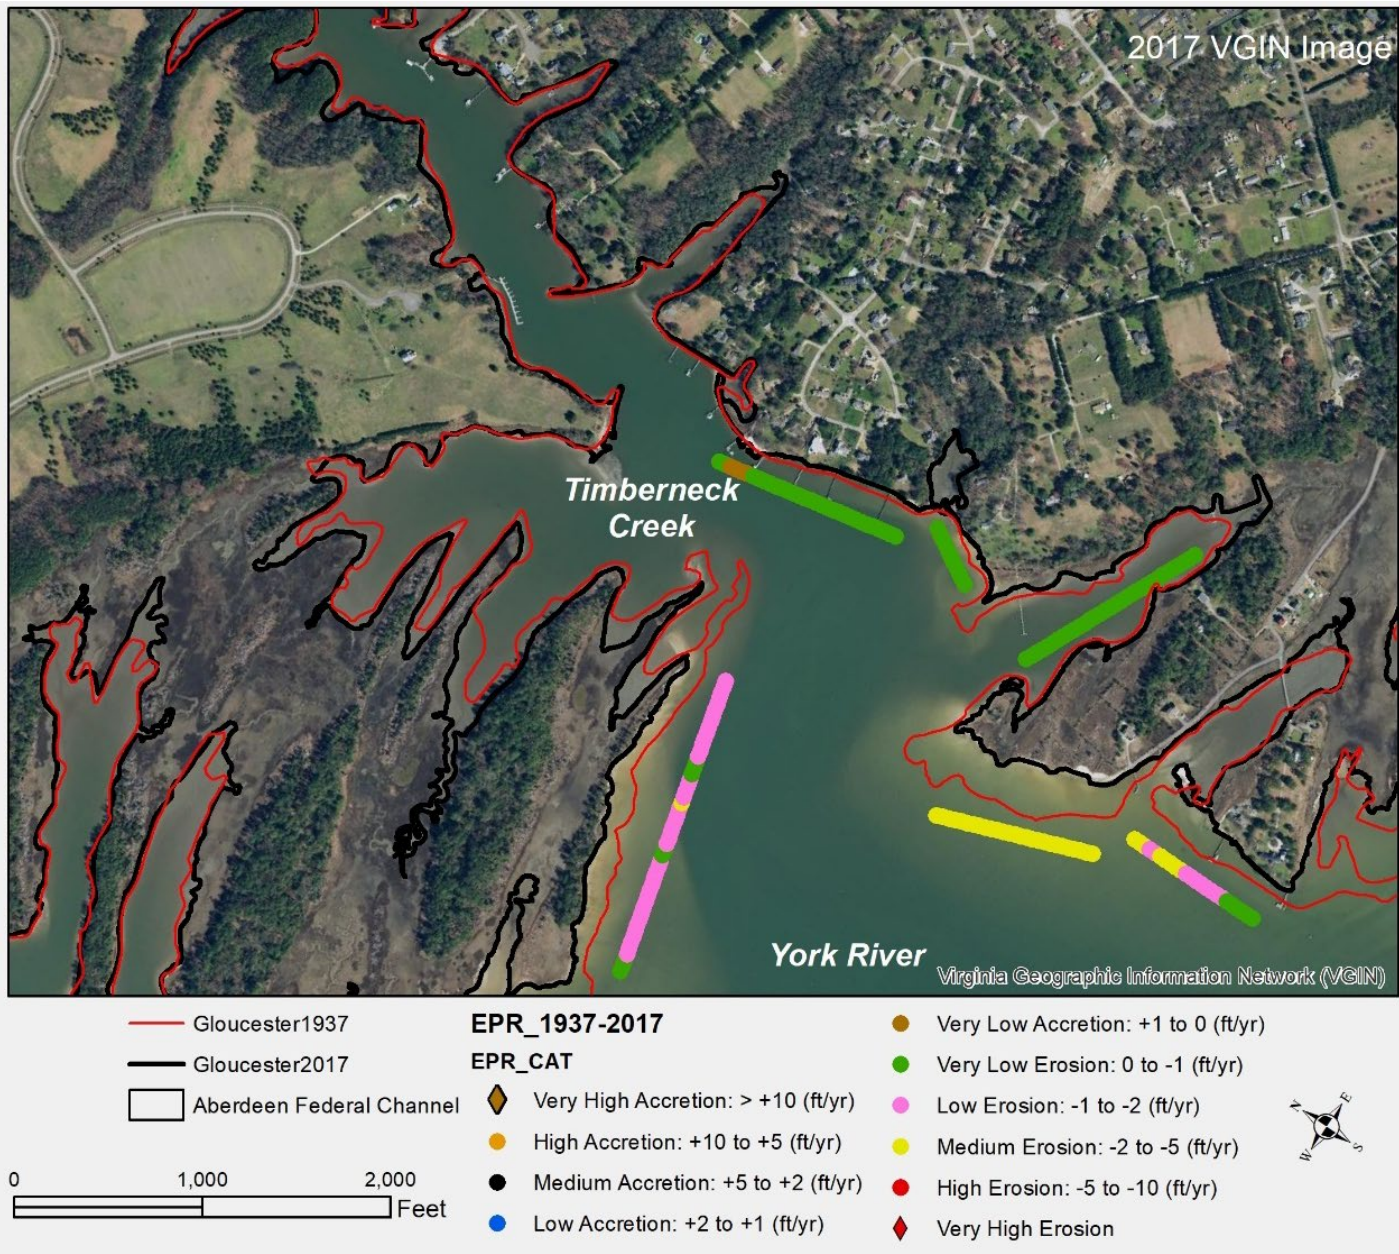 2017 VGIN Image
Timberneck
Creek
York River
Virginia Geographic Information Network (VGIN)
Gloucester1937
Gloucester2017
Aberdeen Federal Channel
0 1,000 2,000
Feet
EPR_1937-2017
EPR_CAT
Very High Accretion: > +10 (ft/yr)
High Accretion: +10 to +5 (ft/yr)
Medium Accretion: +5 to +2 (ft/yr)
Low Accretion: +2 to +1 (ft/yr)
Very Low Accretion: +1 to 0 (ft/yr)
Very Low Erosion: 0 to -1 (ft/yr)
Low Erosion: -1 to -2 (ft/yr)
Medium Erosion: -2 to -5 (ft/yr)
High Erosion: -5 to -10 (ft/yr)
Very High Erosion
N E
W S